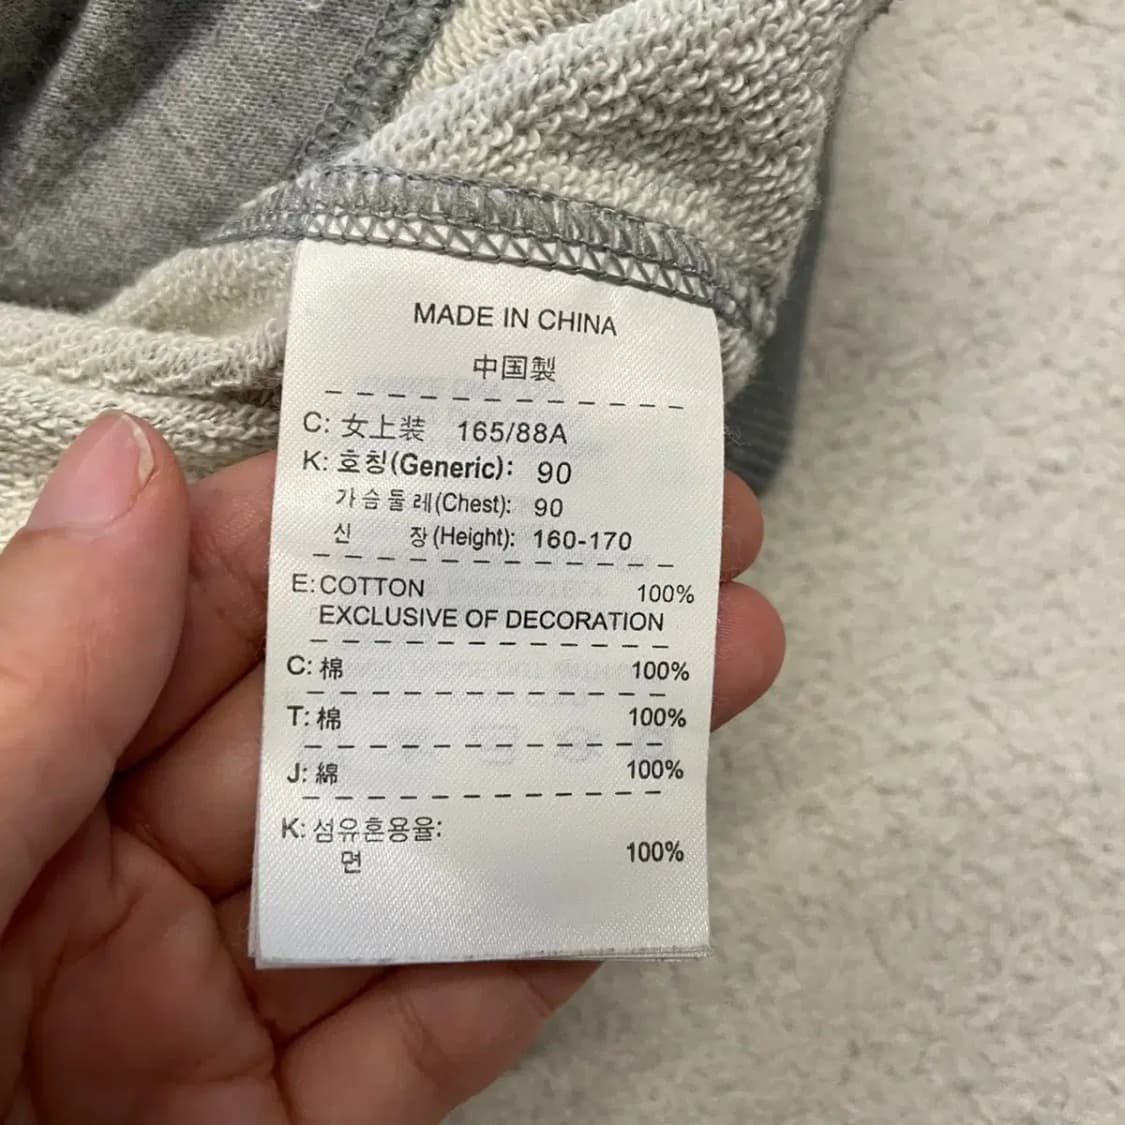 MADE IN CHINA
中国製
C: 女上装 165/88A
K: 호칭(Generic): 90
가슴둘레(Chest): 90
신 장(Height): 160-170
E: COTTON 100%
EXCLUSIVE OF DECORATION
C: 棉 100%
T: 棉 100%
J: 綿 100%
K: 섬유혼용율:
면 100%